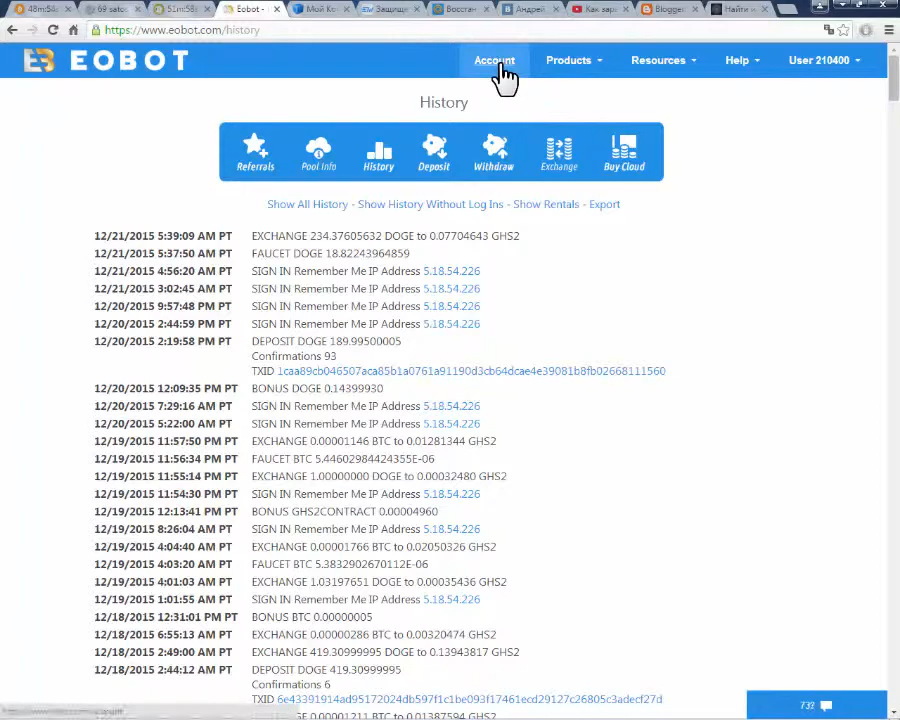 48m:54
69 sato
51m:58
Eobot -
Мой Ко
Защище
Восстан
Андрей
Как зар
Blogger
Найти и
https://www.eobot.com/history
EOBOT
Account
Products
Resources
Help
User 210400
History
Referrals
Pool Info
History
Deposit
Withdraw
Exchange
Buy Cloud
Show All History - Show History Without Log Ins - Show Rentals - Export
12/21/2015 5:39:09 AM PT EXCHANGE 234.37605632 DOGE to 0.07704643 GHS2
12/21/2015 5:37:50 AM PT FAUCET DOGE 18.82243964859
12/21/2015 4:56:20 AM PT SIGN IN Remember Me IP Address 5.18.54.226
12/21/2015 3:02:45 AM PT SIGN IN Remember Me IP Address 5.18.54.226
12/20/2015 9:57:48 PM PT SIGN IN Remember Me IP Address 5.18.54.226
12/20/2015 2:44:59 PM PT SIGN IN Remember Me IP Address 5.18.54.226
12/20/2015 2:19:58 PM PT DEPOSIT DOGE 189.99500005
Confirmations 93
TXID 1caa89cb046507aca85b1a0761a91190d3cb64dcae4e39081b8fb02668111560
12/20/2015 12:09:35 PM PT BONUS DOGE 0.14399930
12/20/2015 7:29:16 AM PT SIGN IN Remember Me IP Address 5.18.54.226
12/20/2015 5:22:00 AM PT SIGN IN Remember Me IP Address 5.18.54.226
12/19/2015 11:57:50 PM PT EXCHANGE 0.00001146 BTC to 0.01281344 GHS2
12/19/2015 11:56:34 PM PT FAUCET BTC 5.44602984424355E-06
12/19/2015 11:55:14 PM PT EXCHANGE 1.00000000 DOGE to 0.00032480 GHS2
12/19/2015 11:54:30 PM PT SIGN IN Remember Me IP Address 5.18.54.226
12/19/2015 12:13:41 PM PT BONUS GHS2CONTRACT 0.00004960
12/19/2015 8:26:04 AM PT SIGN IN Remember Me IP Address 5.18.54.226
12/19/2015 4:04:40 AM PT EXCHANGE 0.00001766 BTC to 0.02050326 GHS2
12/19/2015 4:03:20 AM PT FAUCET BTC 5.3832902670112E-06
12/19/2015 4:01:03 AM PT EXCHANGE 1.03197651 DOGE to 0.00035436 GHS2
12/19/2015 1:01:55 AM PT SIGN IN Remember Me IP Address 5.18.54.226
12/18/2015 12:31:01 PM PT BONUS BTC 0.00000005
12/18/2015 6:55:13 AM PT EXCHANGE 0.00000286 BTC to 0.00320474 GHS2
12/18/2015 2:49:00 AM PT EXCHANGE 419.30999995 DOGE to 0.13943817 GHS2
12/18/2015 2:44:12 AM PT DEPOSIT DOGE 419.30999995
Confirmations 6
TXID 6e43391914ad95172024db597f1c1be093f17461ecd29127c26805c3adecf27d
732